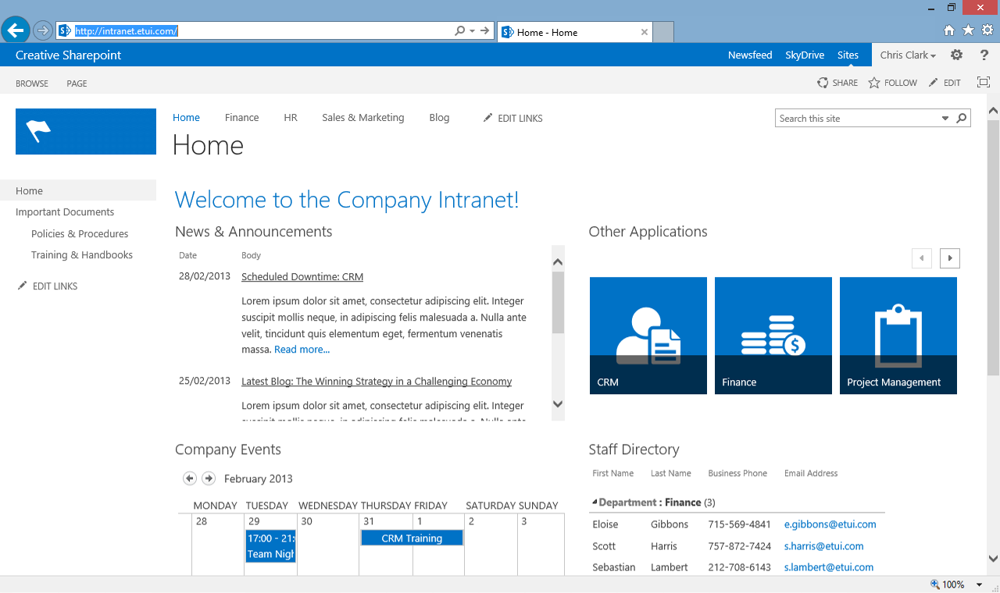 http://intranet.etui.com/
Home - Home
Creative Sharepoint
Newsfeed SkyDrive Sites Chris Clark ?
BROWSE PAGE
SHARE FOLLOW EDIT
Home Finance HR Sales & Marketing Blog EDIT LINKS
Search this site
Home
Home
Important Documents
Policies & Procedures
Training & Handbooks
EDIT LINKS
Welcome to the Company Intranet!
News & Announcements
Date Body
28/02/2013 Scheduled Downtime: CRM
Lorem ipsum dolor sit amet, consectetur adipiscing elit. Integer
suscipit mollis neque, in adipiscing felis malesuada a. Nulla ante
velit, tincidunt quis elementum eget, fermentum venenatis
massa. Read more...
25/02/2013 Latest Blog: The Winning Strategy in a Challenging Economy
Lorem ipsum dolor sit amet, consectetur adipiscing elit. Integer
Other Applications
CRM Finance Project Management
Company Events
February 2013
MONDAY TUESDAY WEDNESDAY THURSDAY FRIDAY SATURDAY SUNDAY
28 29 30 31 1 2 3
17:00 - 21: CRM Training
Team Nigh
Staff Directory
First Name Last Name Business Phone Email Address
Department : Finance (3)
Eloise Gibbons 715-569-4841 e.gibbons@etui.com
Scott Harris 757-872-7424 s.harris@etui.com
Sebastian Lambert 212-708-6143 s.lambert@etui.com
100%